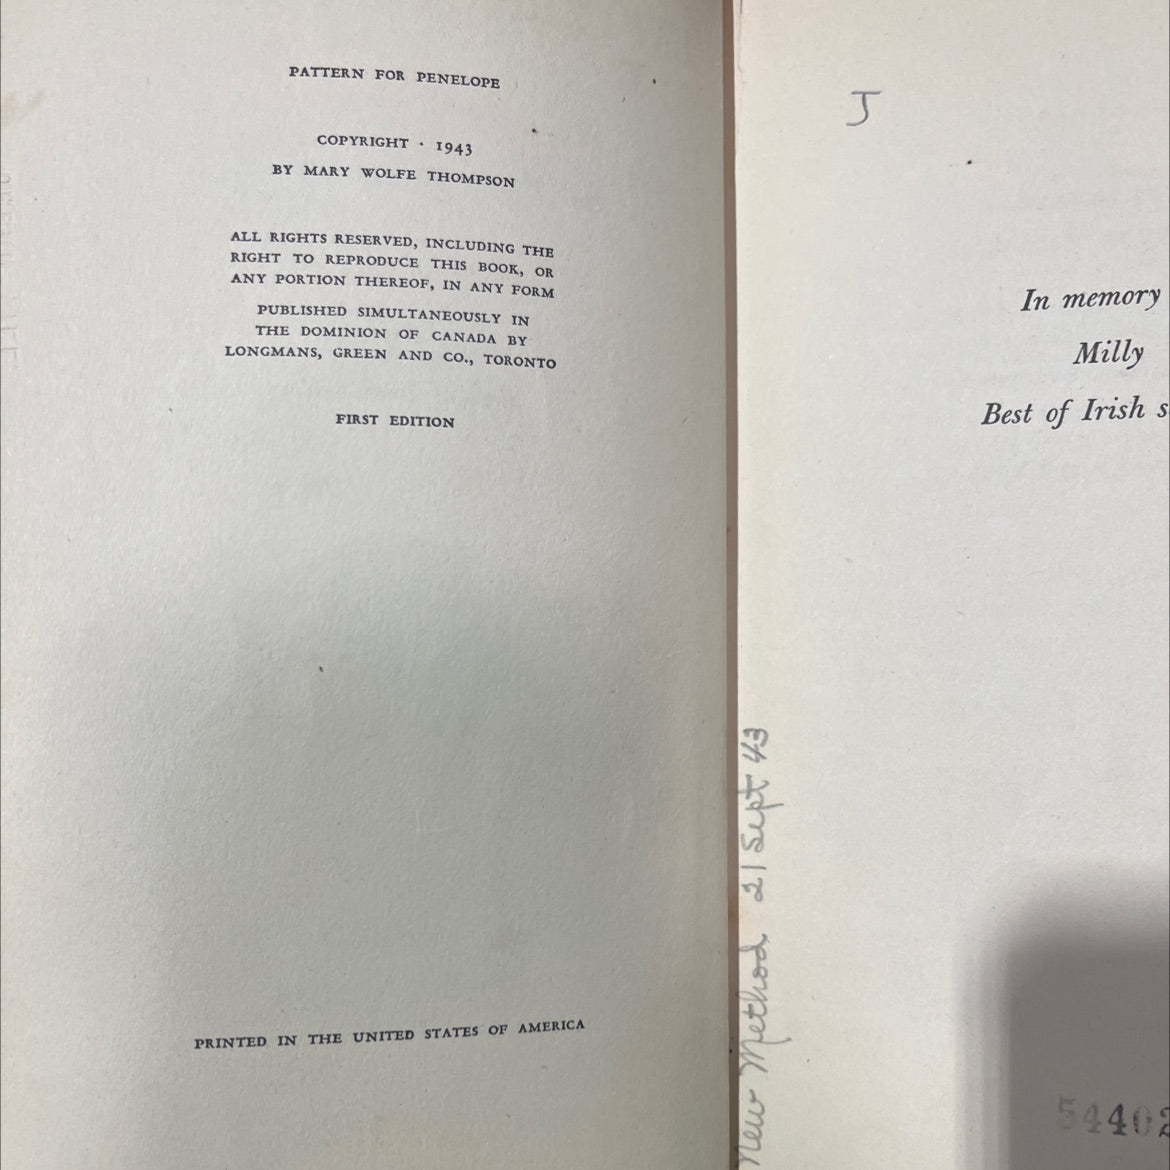 PATTERN FOR PENELOPE
COPYRIGHT · 1943
BY MARY WOLFE THOMPSON
ALL RIGHTS RESERVED, INCLUDING THE
RIGHT TO REPRODUCE THIS BOOK, OR
ANY PORTION THEREOF, IN ANY FORM
PUBLISHED SIMULTANEOUSLY IN
THE DOMINION OF CANADA BY
LONGMANS, GREEN AND CO., TORONTO
FIRST EDITION
PRINTED IN THE UNITED STATES OF AMERICA
J
In memory
Milly
Best of Irish s
New Method 21 Sept 43
54402